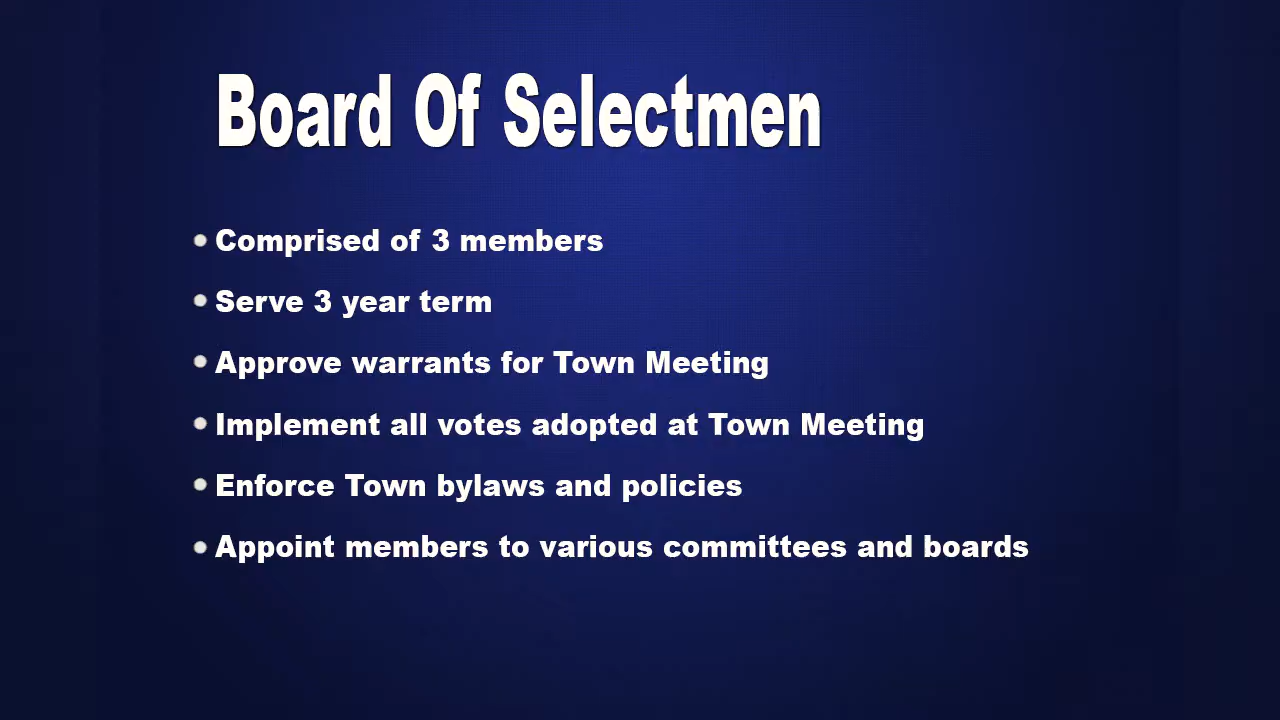 Board Of Selectmen
Comprised of 3 members
Serve 3 year term
Approve warrants for Town Meeting
Implement all votes adopted at Town Meeting
Enforce Town bylaws and policies
Appoint members to various committees and boards